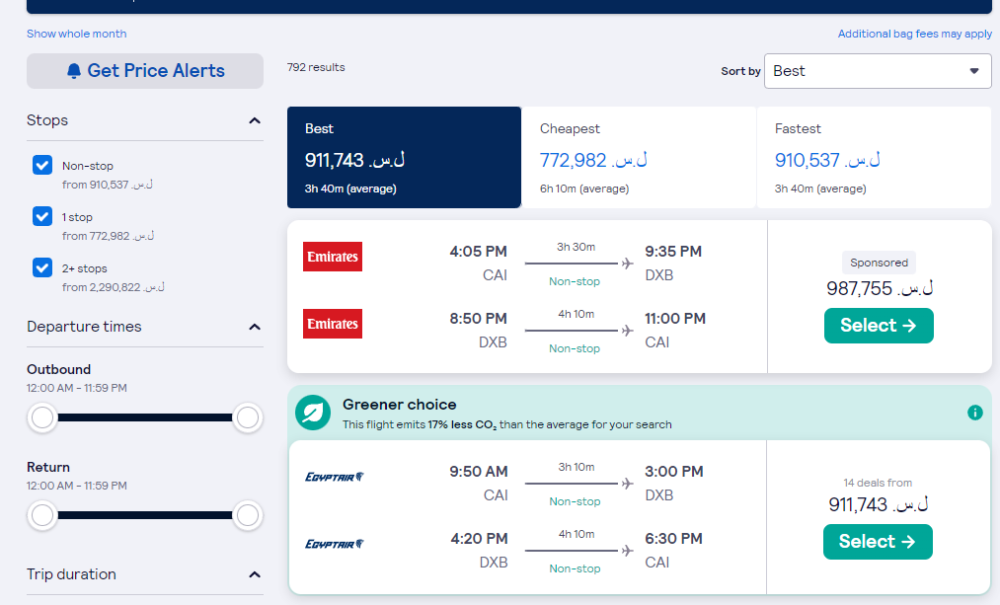 Show whole month
Additional bag fees may apply
Get Price Alerts
792 results
Sort by
Best
Stops
Non-stop
from 910,537 ل.س.‏
1 stop
from 772,982 ل.س.‏
2+ stops
from 2,290,822 ل.س.‏
Departure times
Outbound
12:00 AM – 11:59 PM
Return
12:00 AM – 11:59 PM
Trip duration
Best
911,743 ل.س.‏
3h 40m (average)
Cheapest
772,982 ل.س.‏
6h 10m (average)
Fastest
910,537 ل.س.‏
3h 40m (average)
Emirates
4:05 PM
CAI
3h 30m
Non-stop
9:35 PM
DXB
Emirates
8:50 PM
DXB
4h 10m
Non-stop
11:00 PM
CAI
Sponsored
987,755 ل.س.‏
Select →
Greener choice
This flight emits 17% less CO₂ than the average for your search
EGYPTAIR
9:50 AM
CAI
3h 10m
Non-stop
3:00 PM
DXB
EGYPTAIR
4:20 PM
DXB
4h 10m
Non-stop
6:30 PM
CAI
14 deals from
911,743 ل.س.‏
Select →